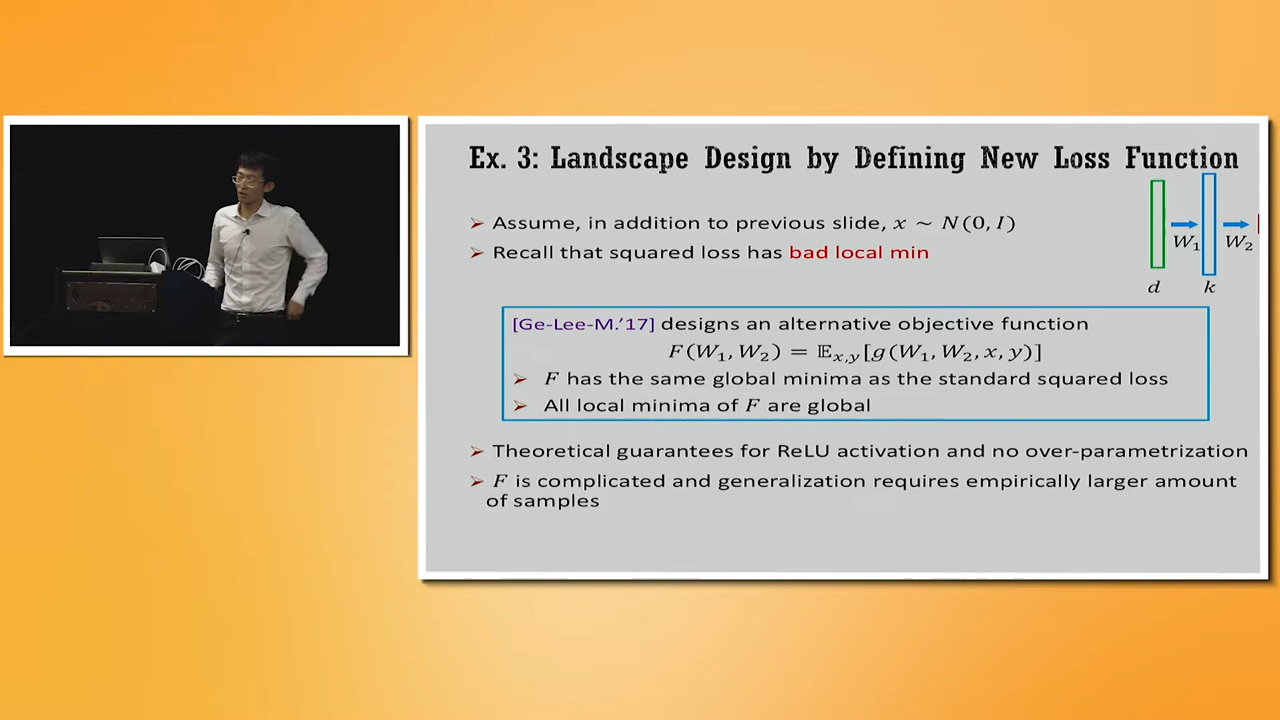 Ex. 3: Landscape Design by Defining New Loss Function
➢ Assume, in addition to previous slide, x ∼ N(0, I)
➢ Recall that squared loss has bad local min
W₁
W₂
d
k
[Ge-Lee-M.'17] designs an alternative objective function
F(W₁, W₂) = 𝔼ₓ,ᵧ[g(W₁, W₂, x, y)]
➢ F has the same global minima as the standard squared loss
➢ All local minima of F are global
➢ Theoretical guarantees for ReLU activation and no over-parametrization
➢ F is complicated and generalization requires empirically larger amount
of samples